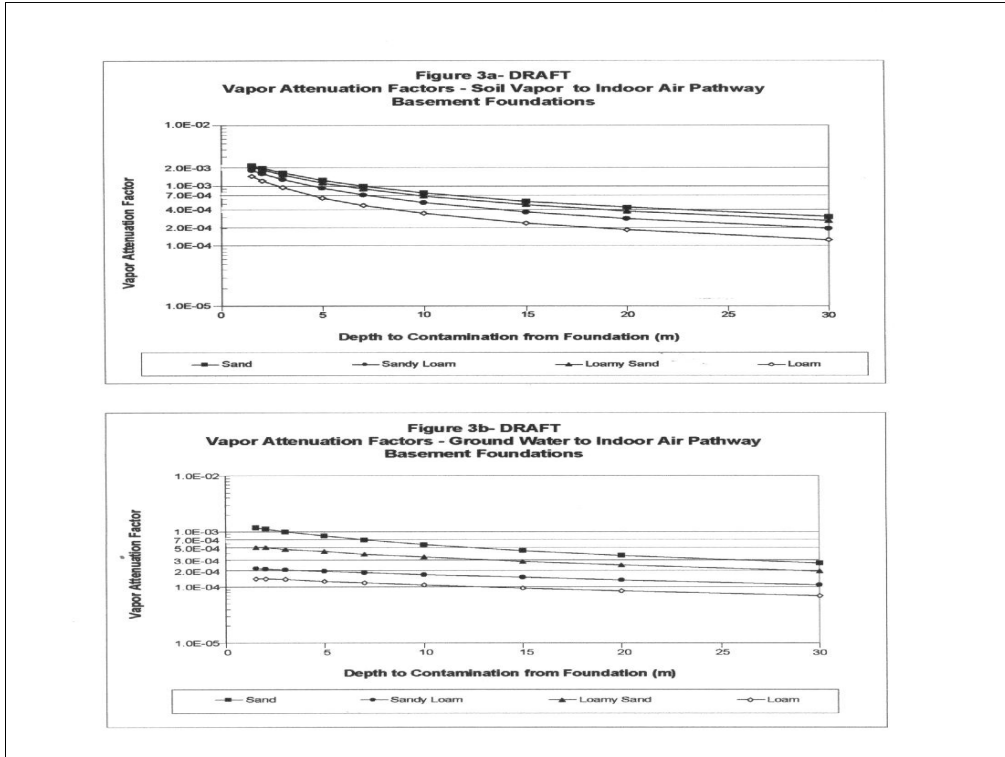 Figure 3a- DRAFT
Vapor Attenuation Factors - Soil Vapor to Indoor Air Pathway
Basement Foundations
Vapor Attenuation Factor
1.0E-02
2.0E-03
1.0E-03
7.0E-04
4.0E-04
2.0E-04
1.0E-04
1.0E-05
0 5 10 15 20 25 30
Depth to Contamination from Foundation (m)
Sand Sandy Loam Loamy Sand Loam
Figure 3b- DRAFT
Vapor Attenuation Factors - Ground Water to Indoor Air Pathway
Basement Foundations
Vapor Attenuation Factor
1.0E-02
1.0E-03
7.0E-04
5.0E-04
3.0E-04
2.0E-04
1.0E-04
1.0E-05
0 5 10 15 20 25 30
Depth to Contamination from Foundation (m)
Sand Sandy Loam Loamy Sand Loam